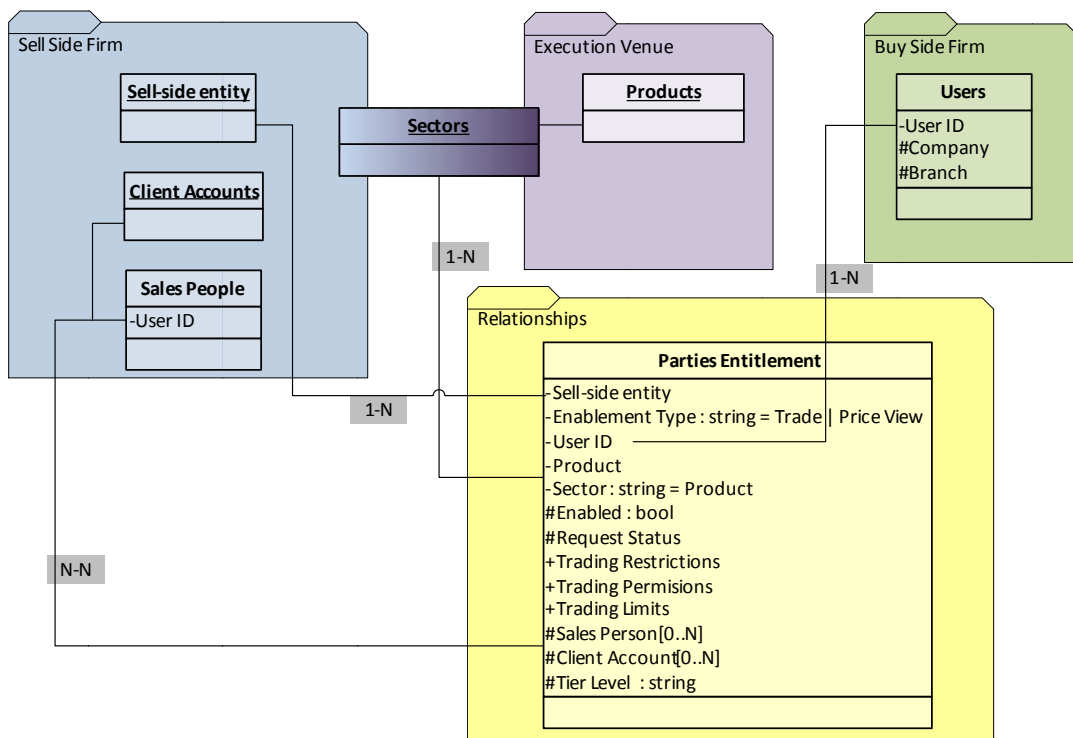 Sell Side Firm
Sell-side entity
Client Accounts
Sales People
-User ID
Sectors
Execution Venue
Products
Buy Side Firm
Users
-User ID
#Company
#Branch
1-N
1-N
1-N
N-N
Relationships
Parties Entitlement
-Sell-side entity
-Enablement Type : string = Trade | Price View
-User ID
-Product
-Sector : string = Product
#Enabled : bool
#Request Status
+Trading Restrictions
+Trading Permisions
+Trading Limits
#Sales Person[0..N]
#Client Account[0..N]
#Tier Level : string